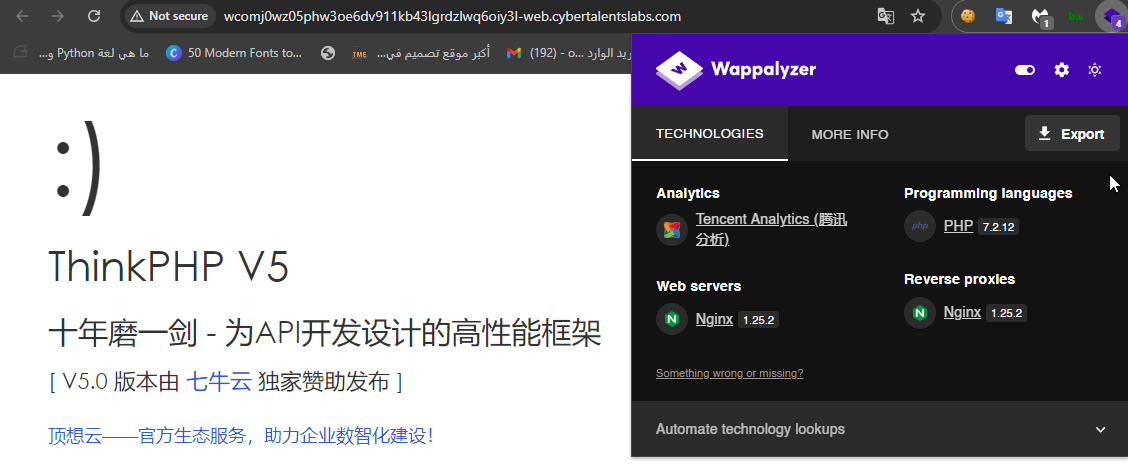 Not secure
wcomj0wz05phw3oe6dv911kb43lgrdzlwq6oiy3l-web.cybertalentslabs.com
1
4
ما هي لغة Python و...
50 Modern Fonts to...
TME
أكبر موقع تصميم في...
(192) - o... ريد الوارد
Wappalyzer
TECHNOLOGIES
MORE INFO
Export
Analytics
Tencent Analytics (腾讯
分析)
Programming languages
php
PHP 7.2.12
Web servers
Nginx 1.25.2
Reverse proxies
Nginx 1.25.2
Something wrong or missing?
Automate technology lookups
:)
ThinkPHP V5
十年磨一剑 - 为API开发设计的高性能框架
[ V5.0 版本由 七牛云 独家赞助发布 ]
顶想云——官方生态服务，助力企业数智化建设！